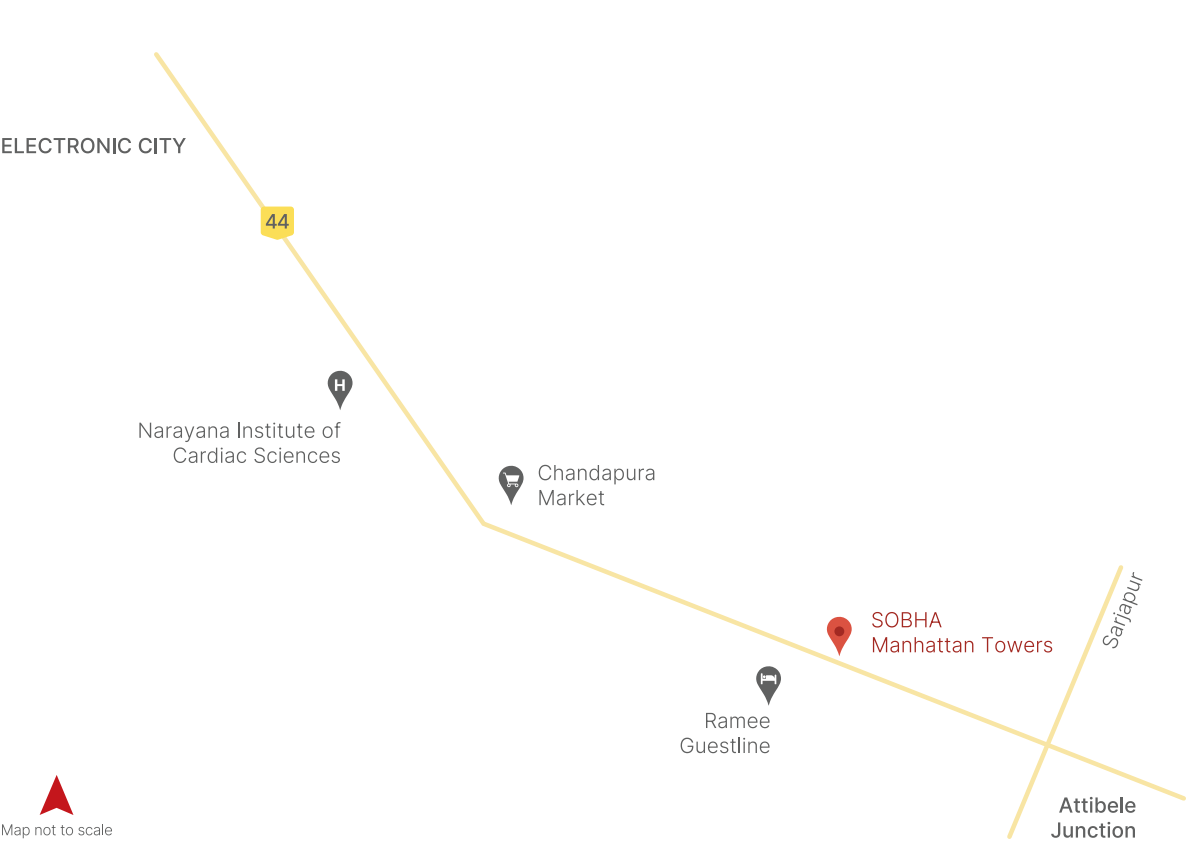 ELECTRONIC CITY
44
H
Narayana Institute of
Cardiac Sciences
Chandapura
Market
SOBHA
Manhattan Towers
Sarjapur
Ramee
Guestline
Attibele
Junction
Map not to scale